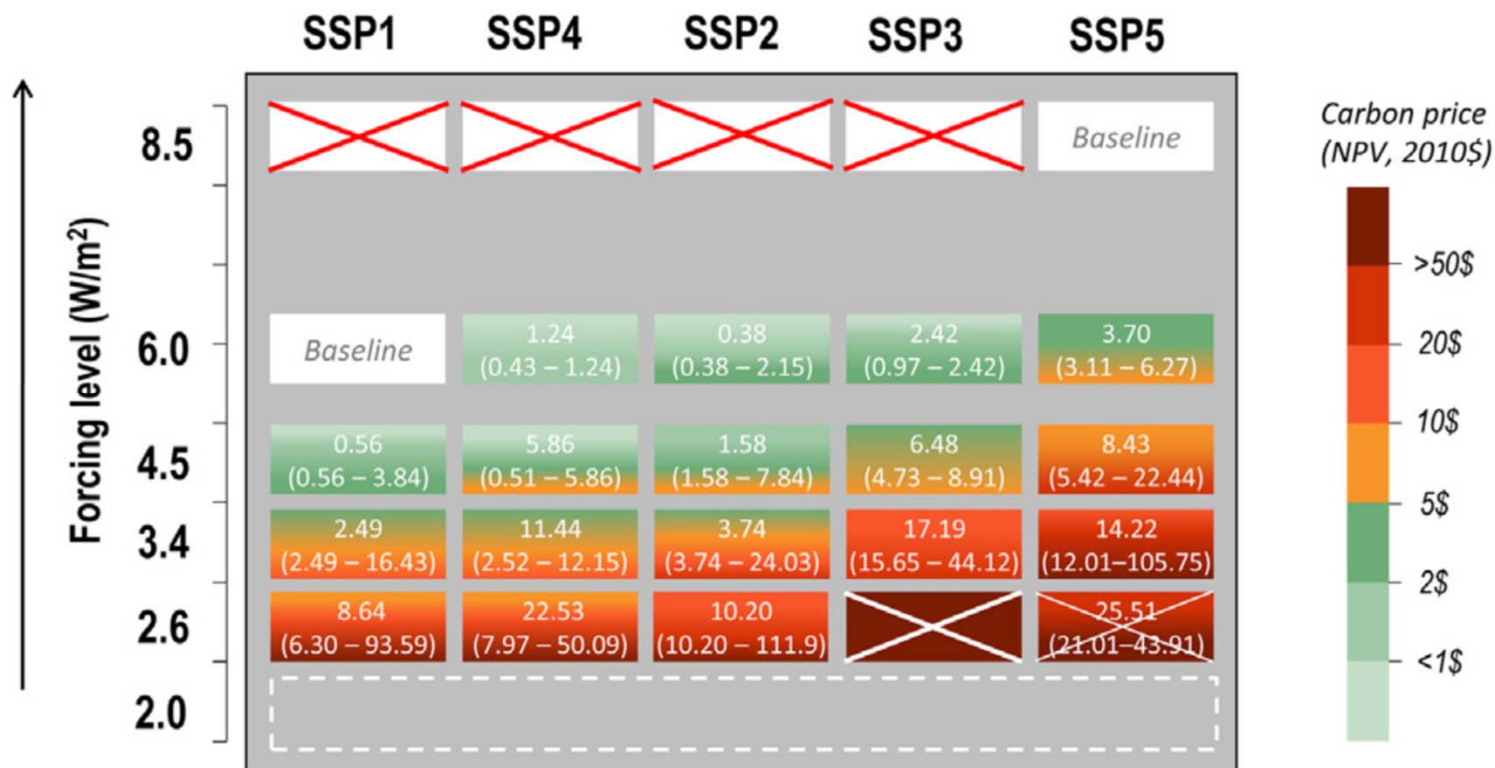 SSP1 SSP4 SSP2 SSP3 SSP5
8.5
Baseline
Carbon price
(NPV, 2010$)
>50$
20$
10$
5$
2$
<1$
Forcing level (W/m²)
6.0
Baseline
1.24
(0.43 – 1.24)
0.38
(0.38 – 2.15)
2.42
(0.97 – 2.42)
3.70
(3.11 – 6.27)
4.5
0.56
(0.56 – 3.84)
5.86
(0.51 – 5.86)
1.58
(1.58 – 7.84)
6.48
(4.73 – 8.91)
8.43
(5.42 – 22.44)
3.4
2.49
(2.49 – 16.43)
11.44
(2.52 – 12.15)
3.74
(3.74 – 24.03)
17.19
(15.65 – 44.12)
14.22
(12.01–105.75)
2.6
8.64
(6.30 – 93.59)
22.53
(7.97 – 50.09)
10.20
(10.20 – 111.9)
25.51
(21.01–43.91)
2.0